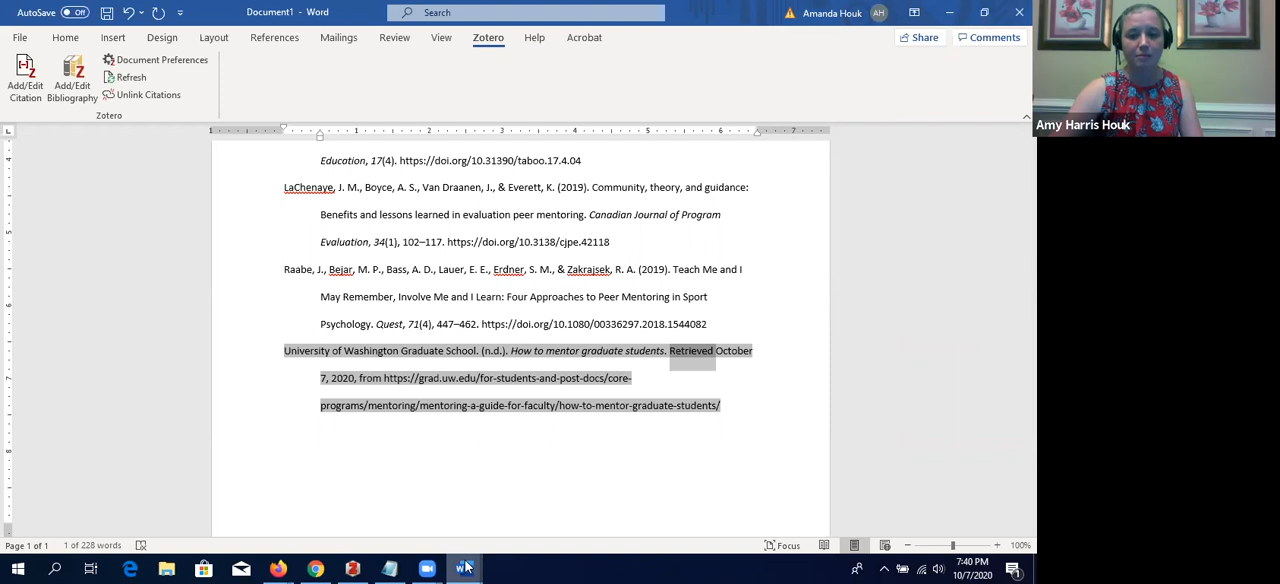 AutoSave Off Document1 - Word Search Amanda Houk AH
File Home Insert Design Layout References Mailings Review View Zotero Help Acrobat Share Comments
Add/Edit Citation
Add/Edit Bibliography
Document Preferences
Refresh
Unlink Citations
Zotero
Amy Harris Houk
1 1 2 3 4 5 6 7
Education, 17(4). https://doi.org/10.31390/taboo.17.4.04
LaChenaye, J. M., Boyce, A. S., Van Draanen, J., & Everett, K. (2019). Community, theory, and guidance:
Benefits and lessons learned in evaluation peer mentoring. Canadian Journal of Program
Evaluation, 34(1), 102–117. https://doi.org/10.3138/cjpe.42118
Raabe, J., Bejar, M. P., Bass, A. D., Lauer, E. E., Erdner, S. M., & Zakrajsek, R. A. (2019). Teach Me and I
May Remember, Involve Me and I Learn: Four Approaches to Peer Mentoring in Sport
Psychology. Quest, 71(4), 447–462. https://doi.org/10.1080/00336297.2018.1544082
University of Washington Graduate School. (n.d.). How to mentor graduate students. Retrieved October
7, 2020, from https://grad.uw.edu/for-students-and-post-docs/core-
programs/mentoring/mentoring-a-guide-for-faculty/how-to-mentor-graduate-students/
Page 1 of 1 1 of 228 words Focus 100%
7:40 PM
10/7/2020